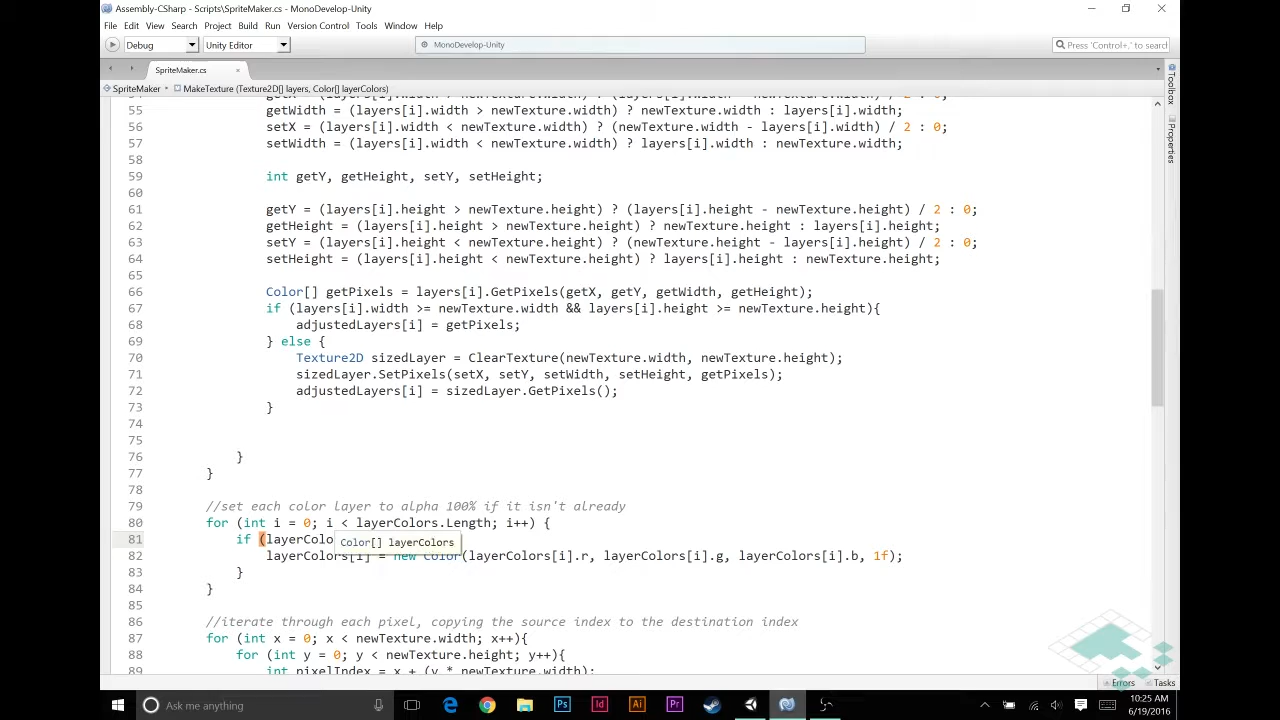 Assembly-CSharp - Scripts\SpriteMaker.cs - MonoDevelop-Unity
File Edit View Search Project Build Run Version Control Tools Window Help
Debug Unity Editor MonoDevelop-Unity Press 'Control+,' to search
SpriteMaker.cs × Toolbox
SpriteMaker MakeTexture (Texture2D[] layers, Color[] layerColors)
Properties
55 getWidth = (layers[i].width > newTexture.width) ? newTexture.width : layers[i].width;
56 setX = (layers[i].width < newTexture.width) ? (newTexture.width - layers[i].width) / 2 : 0;
57 setWidth = (layers[i].width < newTexture.width) ? layers[i].width : newTexture.width;
58
59 int getY, getHeight, setY, setHeight;
60
61 getY = (layers[i].height > newTexture.height) ? (layers[i].height - newTexture.height) / 2 : 0;
62 getHeight = (layers[i].height > newTexture.height) ? newTexture.height : layers[i].height;
63 setY = (layers[i].height < newTexture.height) ? (newTexture.height - layers[i].height) / 2 : 0;
64 setHeight = (layers[i].height < newTexture.height) ? layers[i].height : newTexture.height;
65
66 Color[] getPixels = layers[i].GetPixels(getX, getY, getWidth, getHeight);
67 if (layers[i].width >= newTexture.width && layers[i].height >= newTexture.height){
68 adjustedLayers[i] = getPixels;
69 } else {
70 Texture2D sizedLayer = ClearTexture(newTexture.width, newTexture.height);
71 sizedLayer.SetPixels(setX, setY, setWidth, setHeight, getPixels);
72 adjustedLayers[i] = sizedLayer.GetPixels();
73 }
74
75
76 }
77 }
78
79 //set each color layer to alpha 100% if it isn't already
80 for (int i = 0; i < layerColors.Length; i++) {
81 if (layerColo
Color[] layerColors
82 layerColors[i] = new Color(layerColors[i].r, layerColors[i].g, layerColors[i].b, 1f);
83 }
84 }
85
86 //iterate through each pixel, copying the source index to the destination index
87 for (int x = 0; x < newTexture.width; x++){
88 for (int y = 0; y < newTexture.height; y++){
89 int pixelIndex = x + (y * newTexture.width);
Errors Tasks
Ask me anything 10:25 AM
6/19/2016